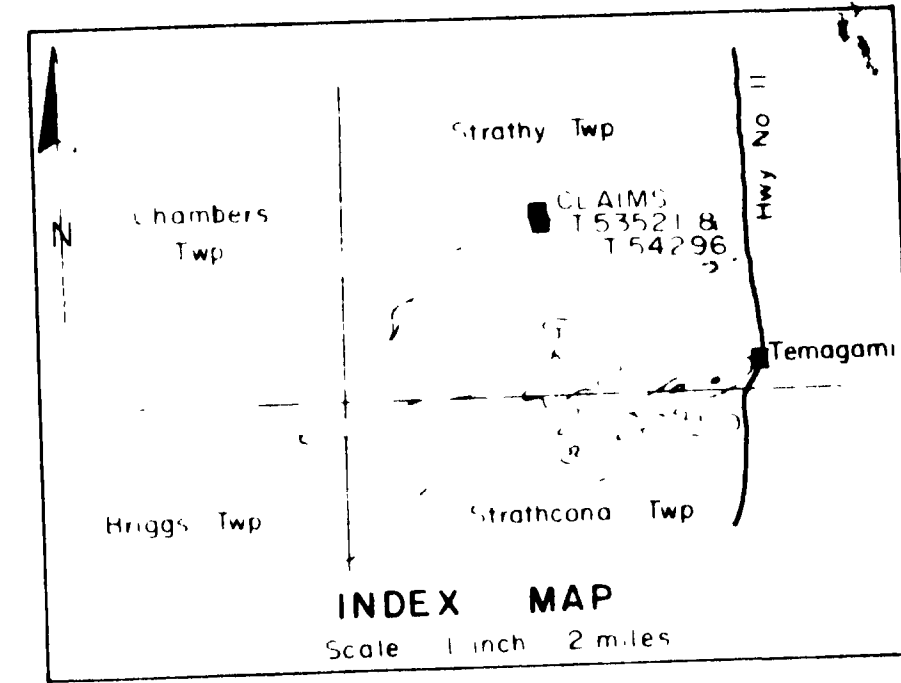 Strathy Twp
Hwy No 11
Chambers
Twp
N
CLAIMS
T 53521 &
T 54296
Temagami
Briggs Twp
Strathcona Twp
INDEX MAP
Scale 1 inch 2 miles